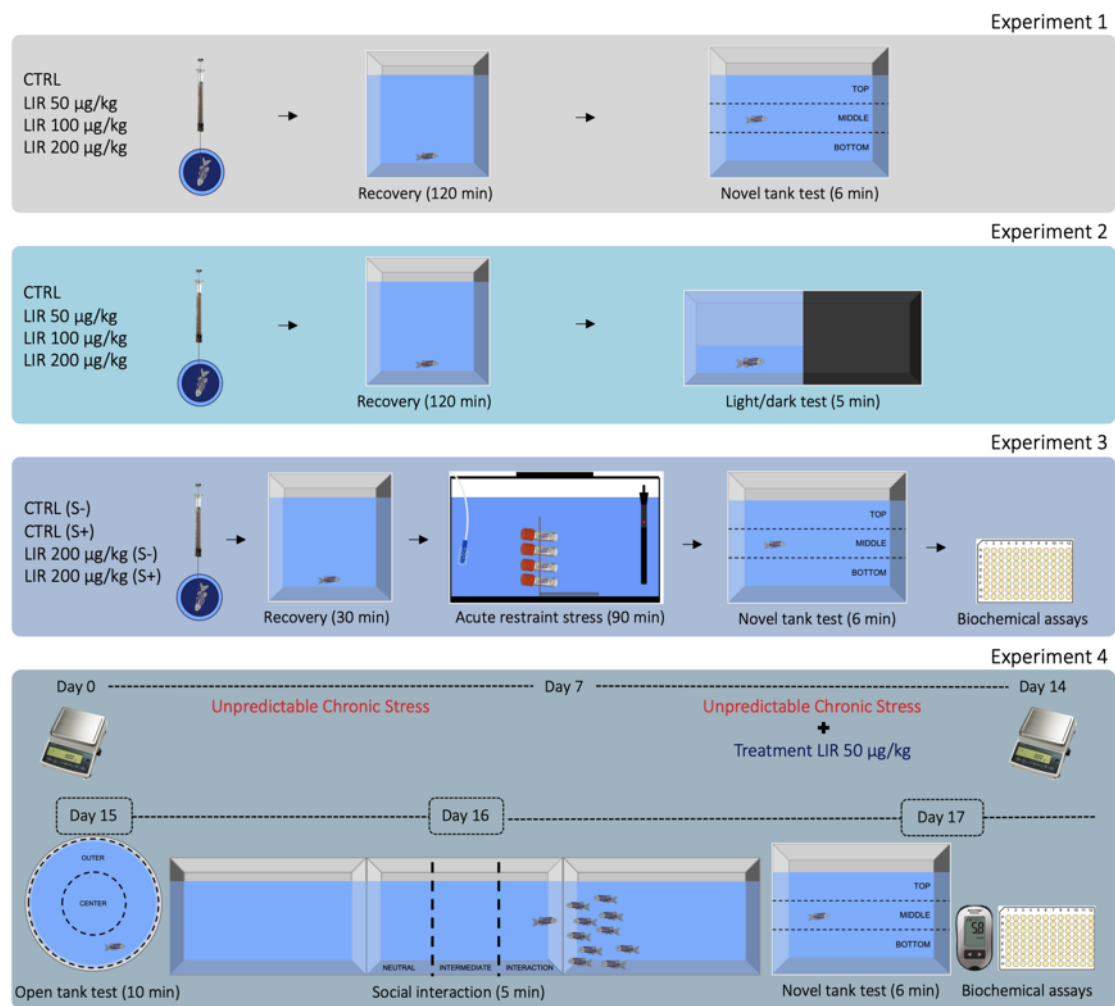 Experiment 1
CTRL
LIR 50 µg/kg
LIR 100 µg/kg
LIR 200 µg/kg
TOP
MIDDLE
BOTTOM
Recovery (120 min)
Novel tank test (6 min)
Experiment 2
CTRL
LIR 50 µg/kg
LIR 100 µg/kg
LIR 200 µg/kg
Recovery (120 min)
Light/dark test (5 min)
Experiment 3
CTRL (S-)
CTRL (S+)
LIR 200 µg/kg (S-)
LIR 200 µg/kg (S+)
TOP
MIDDLE
BOTTOM
Recovery (30 min)
Acute restraint stress (90 min)
Novel tank test (6 min)
Biochemical assays
Experiment 4
Day 0
Day 7
Day 14
Unpredictable Chronic Stress
Unpredictable Chronic Stress
+
Treatment LIR 50 µg/kg
Day 15
Day 16
Day 17
OUTER
CENTER
NEUTRAL
INTERMEDIATE
INTERACTION
TOP
MIDDLE
BOTTOM
5.8
Open tank test (10 min)
Social interaction (5 min)
Novel tank test (6 min)
Biochemical assays